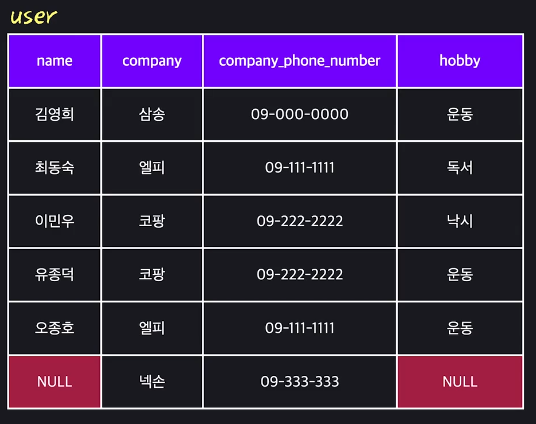 user
name company company_phone_number hobby
김영희 삼송 09-000-0000 운동
최동숙 엘피 09-111-1111 독서
이민우 코팡 09-222-2222 낚시
유종덕 코팡 09-222-2222 운동
오종호 엘피 09-111-1111 운동
NULL 넥손 09-333-333 NULL